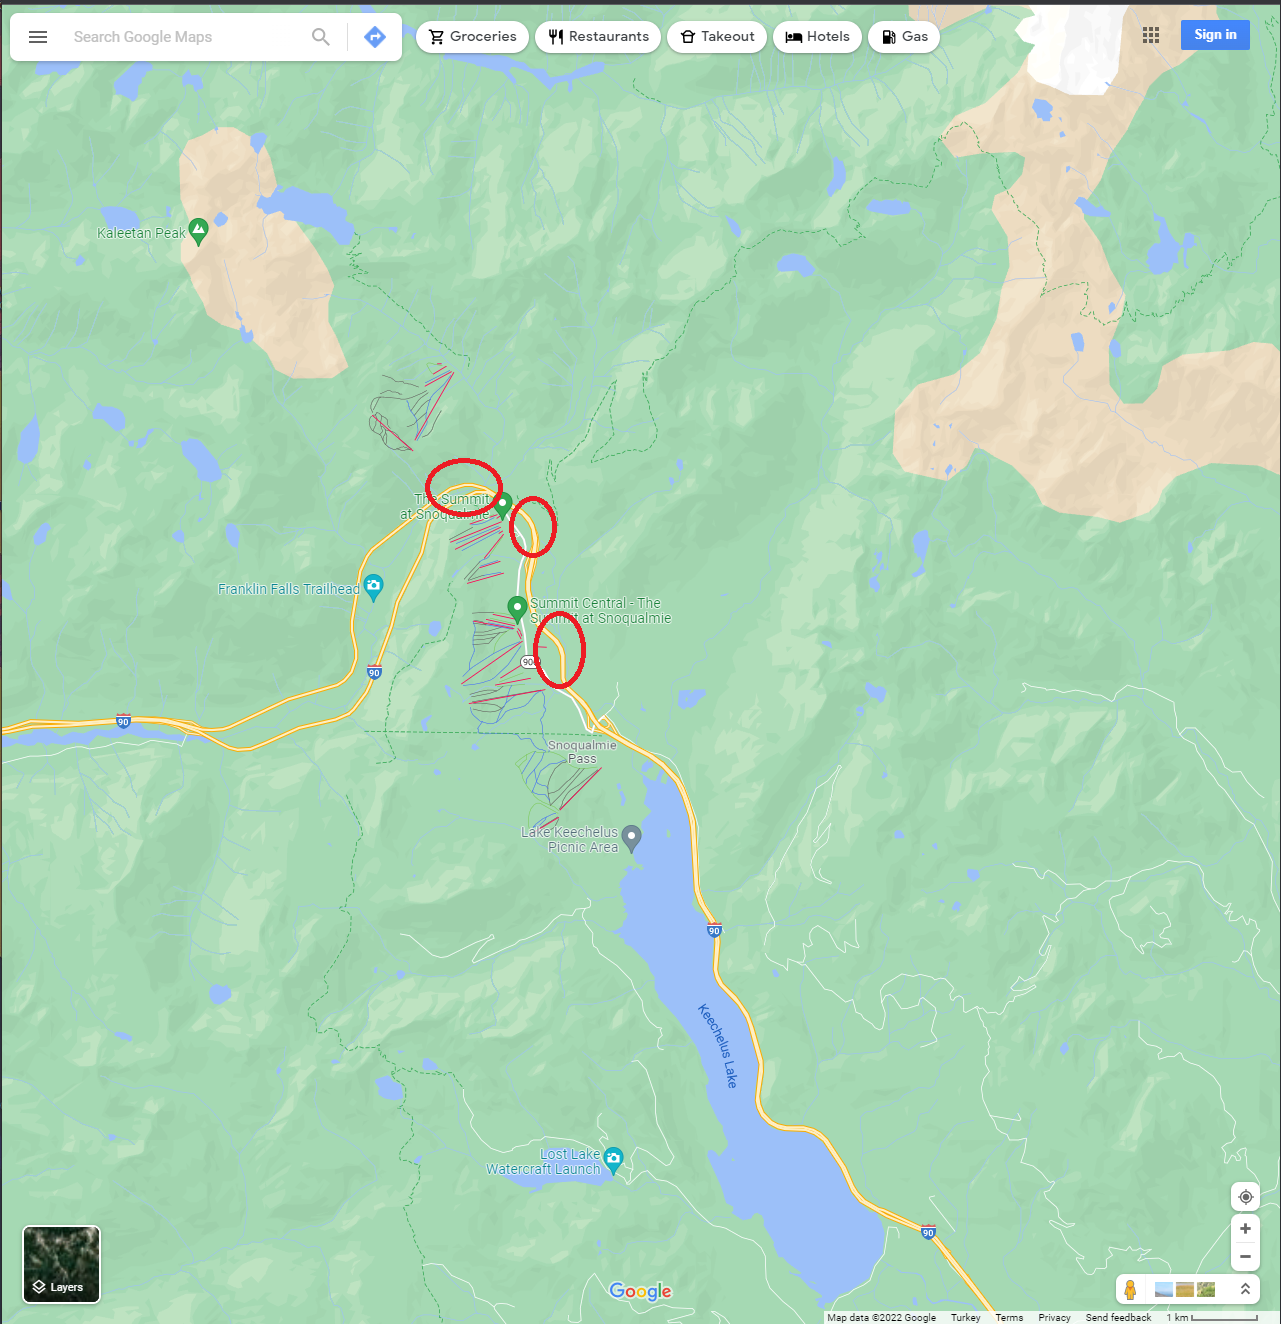 Search Google Maps
Groceries
Restaurants
Takeout
Hotels
Gas
Sign in
Kaleetan Peak
The Summit
at Snoqualmie
Franklin Falls Trailhead
Summit Central - The
Summit at Snoqualmie
90
906
90
Snoqualmie
Pass
Lake Keechelus
Picnic Area
90
Keechelus Lake
Lost Lake
Watercraft Launch
90
Layers
Google
Map data ©2022 Google Turkey Terms Privacy Send feedback 1 km